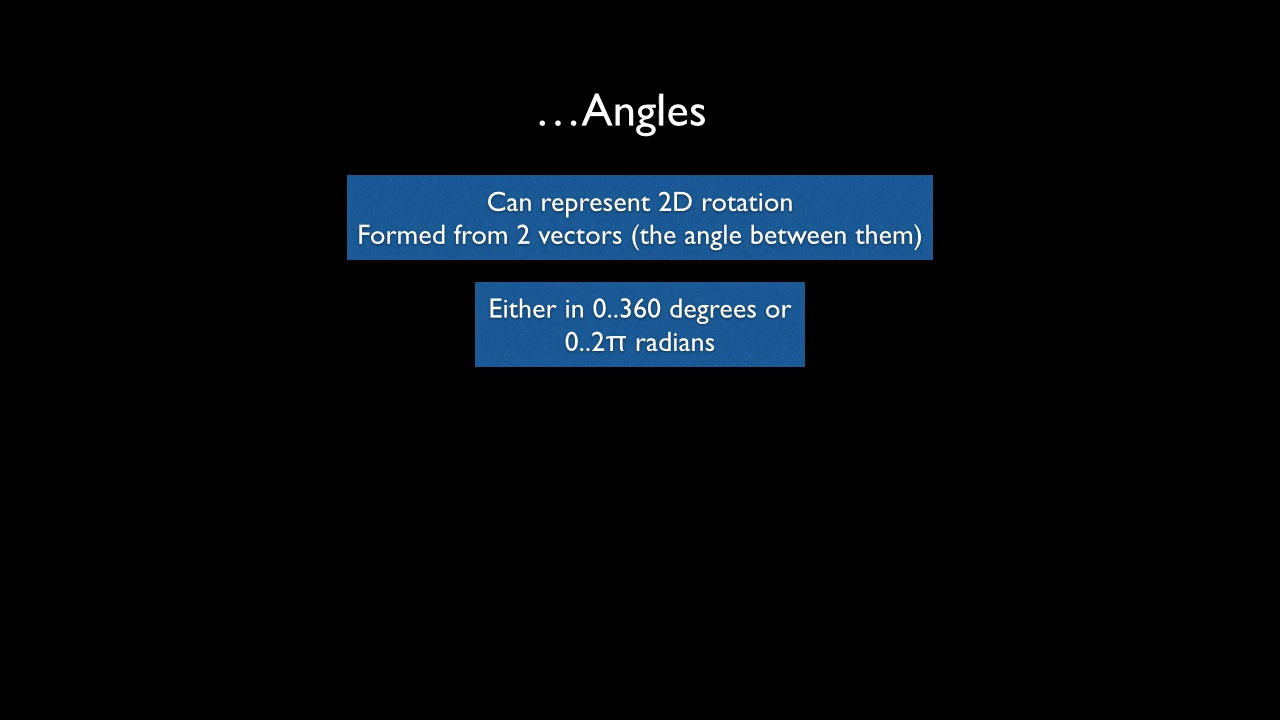 …Angles
Can represent 2D rotation
Formed from 2 vectors (the angle between them)
Either in 0..360 degrees or
0..2π radians